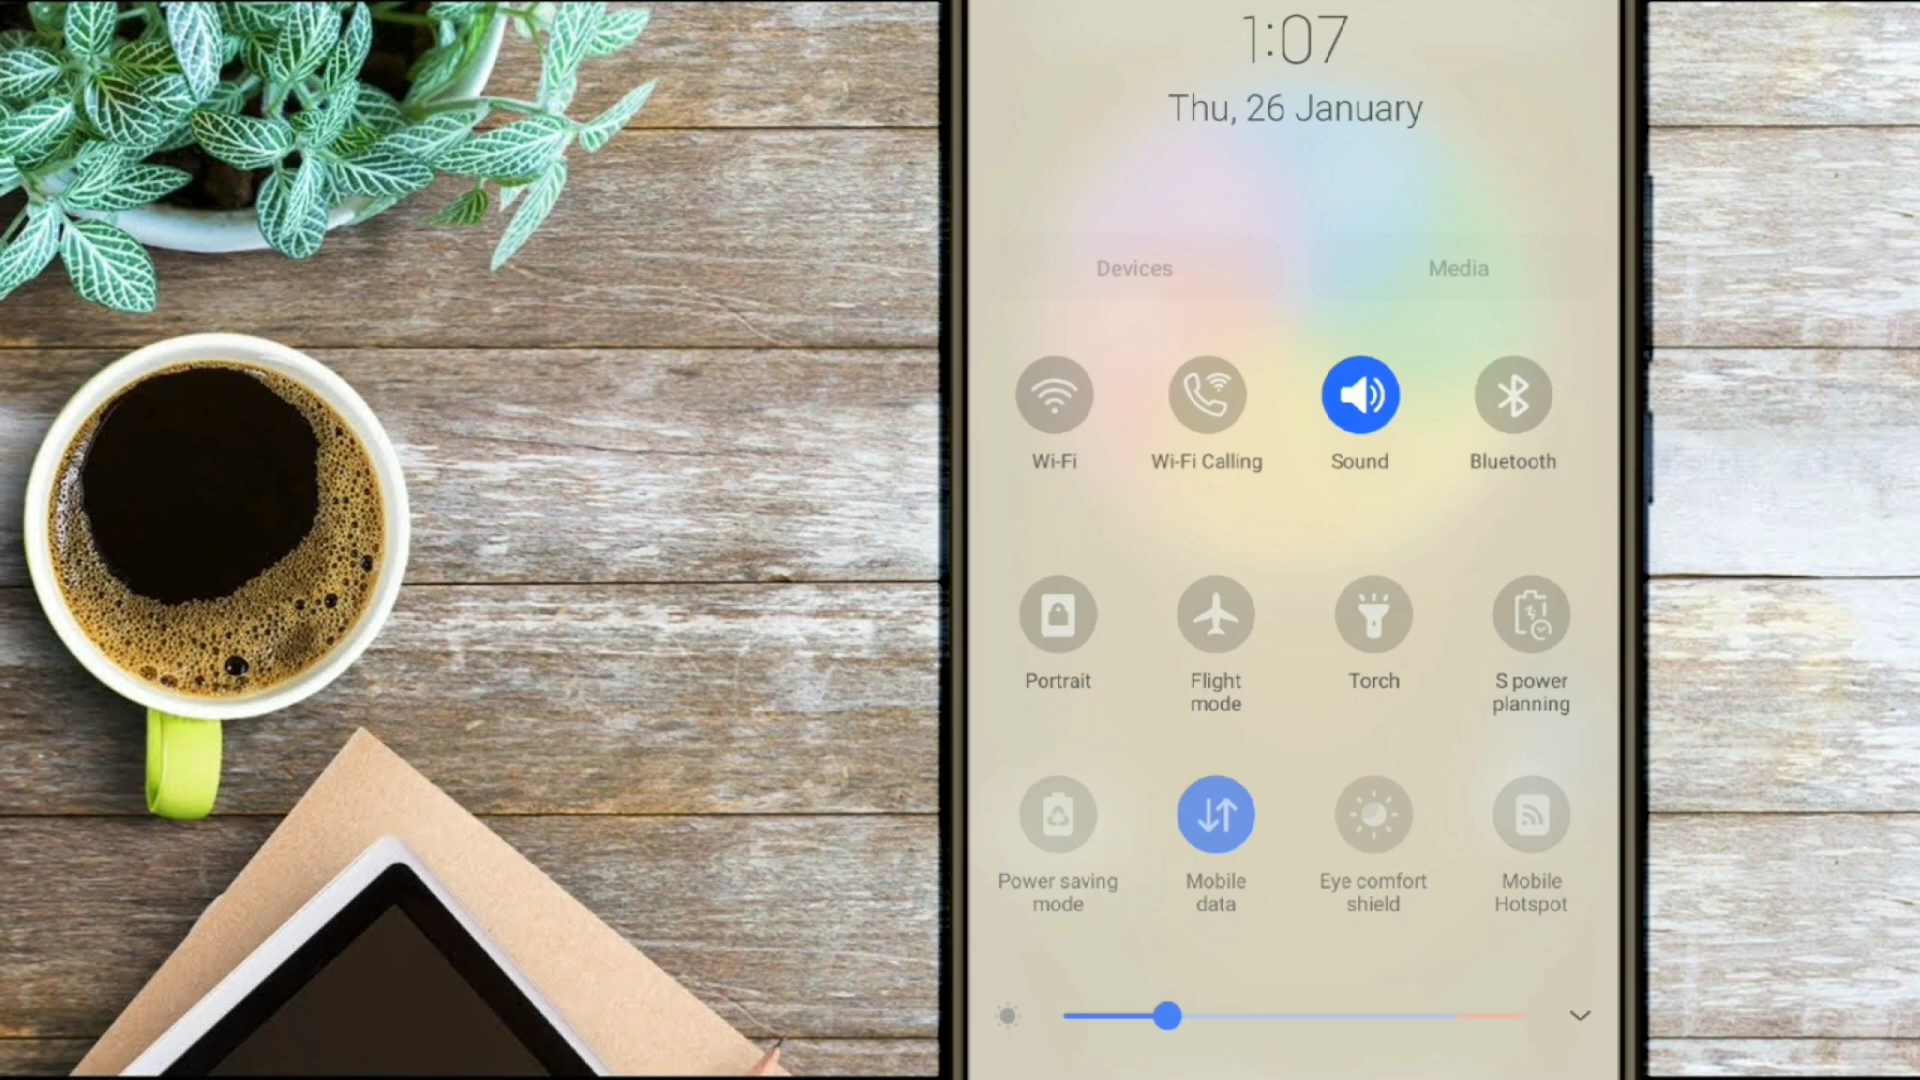 1:07
Thu, 26 January
Devices
Media
Wi-Fi
Wi-Fi Calling
Sound
Bluetooth
Portrait
Flight
mode
Torch
S power
planning
Power saving
mode
Mobile
data
Eye comfort
shield
Mobile
Hotspot